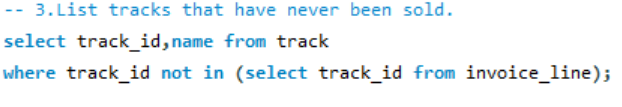 -- 3.List tracks that have never been sold.
select track_id,name from track
where track_id not in (select track_id from invoice_line);